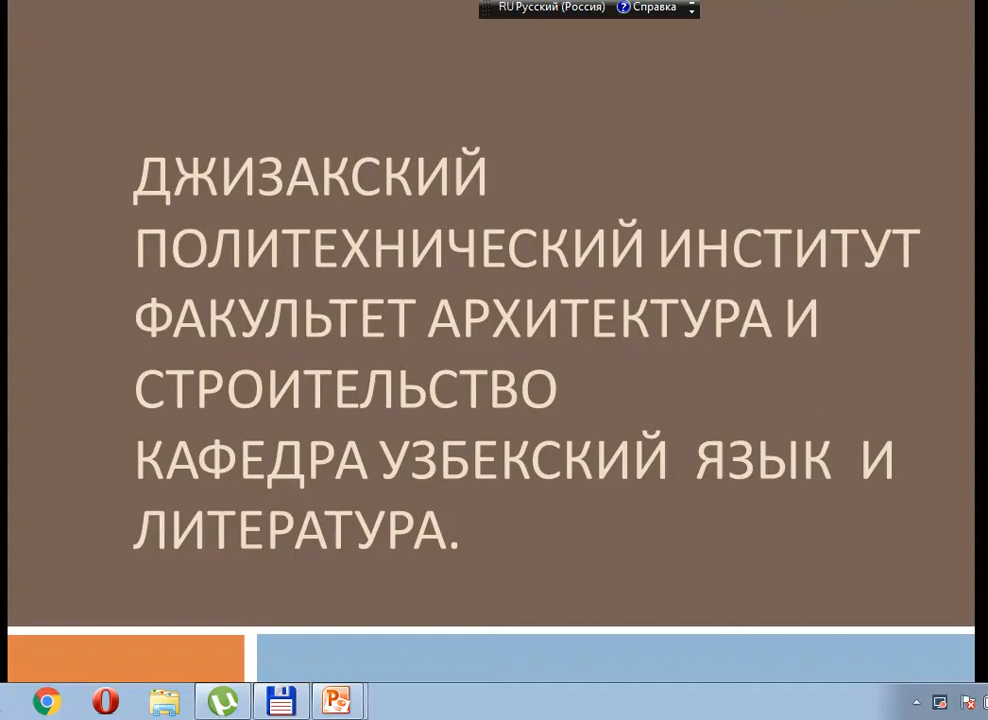 RU Русский (Россия) ? Справка
ДЖИЗАКСКИЙ
ПОЛИТЕХНИЧЕСКИЙ ИНСТИТУТ
ФАКУЛЬТЕТ АРХИТЕКТУРА И
СТРОИТЕЛЬСТВО
КАФЕДРА УЗБЕКСКИЙ ЯЗЫК И
ЛИТЕРАТУРА.